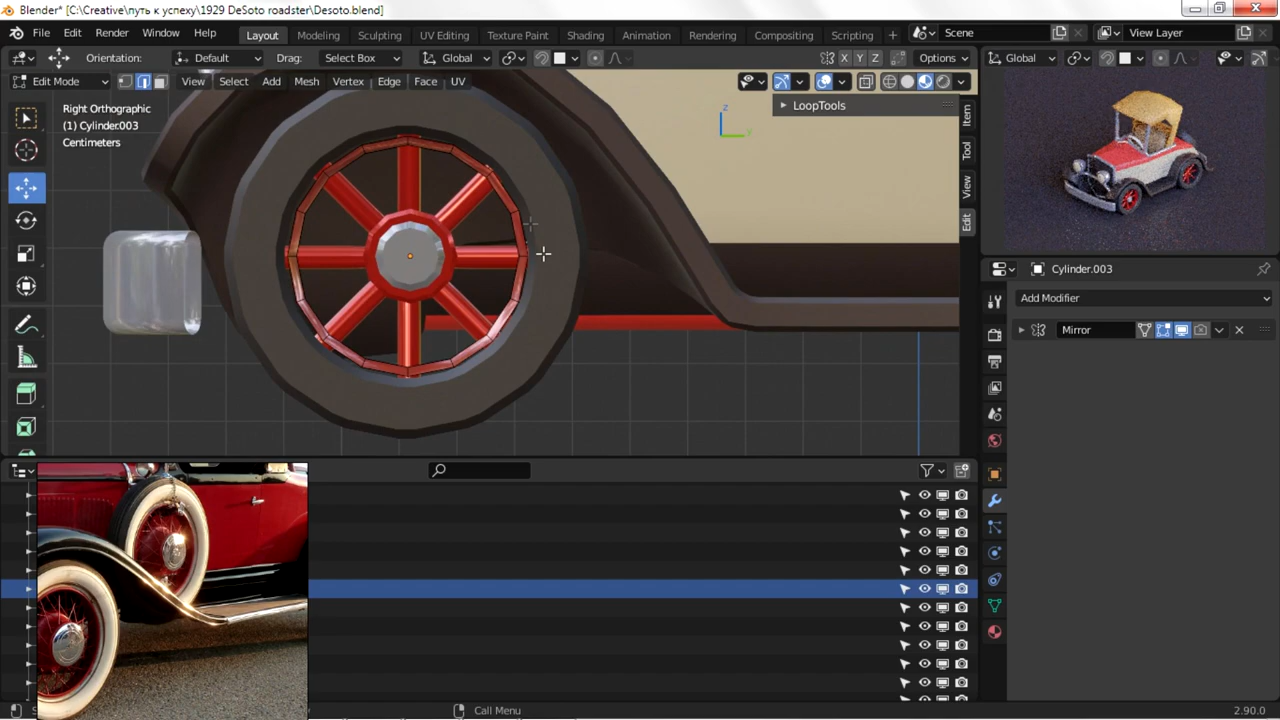 Blender* [C:\Creative\путь к успеху\1929 DeSoto roadster\Desoto.blend]
File Edit Render Window Help
Layout Modeling Sculpting UV Editing Texture Paint Shading Animation Rendering Compositing Scripting +
Scene
View Layer
Orientation: Default Drag: Select Box Global X Y Z Options
Global
Edit Mode View Select Add Mesh Vertex Edge Face UV
Right Orthographic
(1) Cylinder.003
Centimeters
LoopTools
z
Y
Item
Tool
View
Edit
Cylinder.003
Add Modifier
Mirror
Call Menu
2.90.0